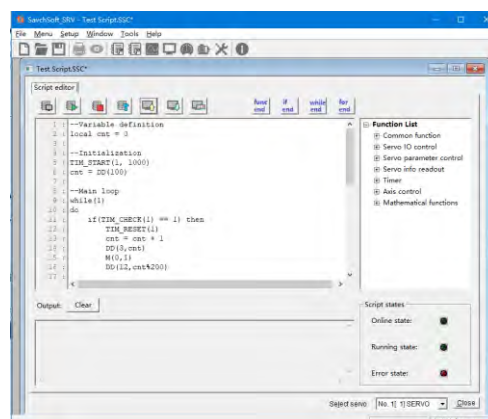 SavchSoft_SRV - Test Script.SSC*
File Menu Setup Window Tools Help
Test Script.SSC*
Script editor
func end
if end
while end
for end
1 --Variable definition
2 local cnt = 0
3
4 --Initialization
5 TIM_START(1, 1000)
6 cnt = DD(100)
7
8 --Main loop
9 while(1)
10 do
11 if(TIM_CHECK(1) == 1) then
12 TIM_RESET(1)
13 cnt = cnt + 1
14 DD(3,cnt)
15 M(0,1)
16 DD(12,cnt%200)
17
Function List
Common function
Servo IO control
Servo parameter control
Servo info readout
Timer
Axis control
Mathematical functions
Output:
Clear
Script states
Online state:
Running state:
Error state:
Select servo
No. 1[ 1] SERVO
Close